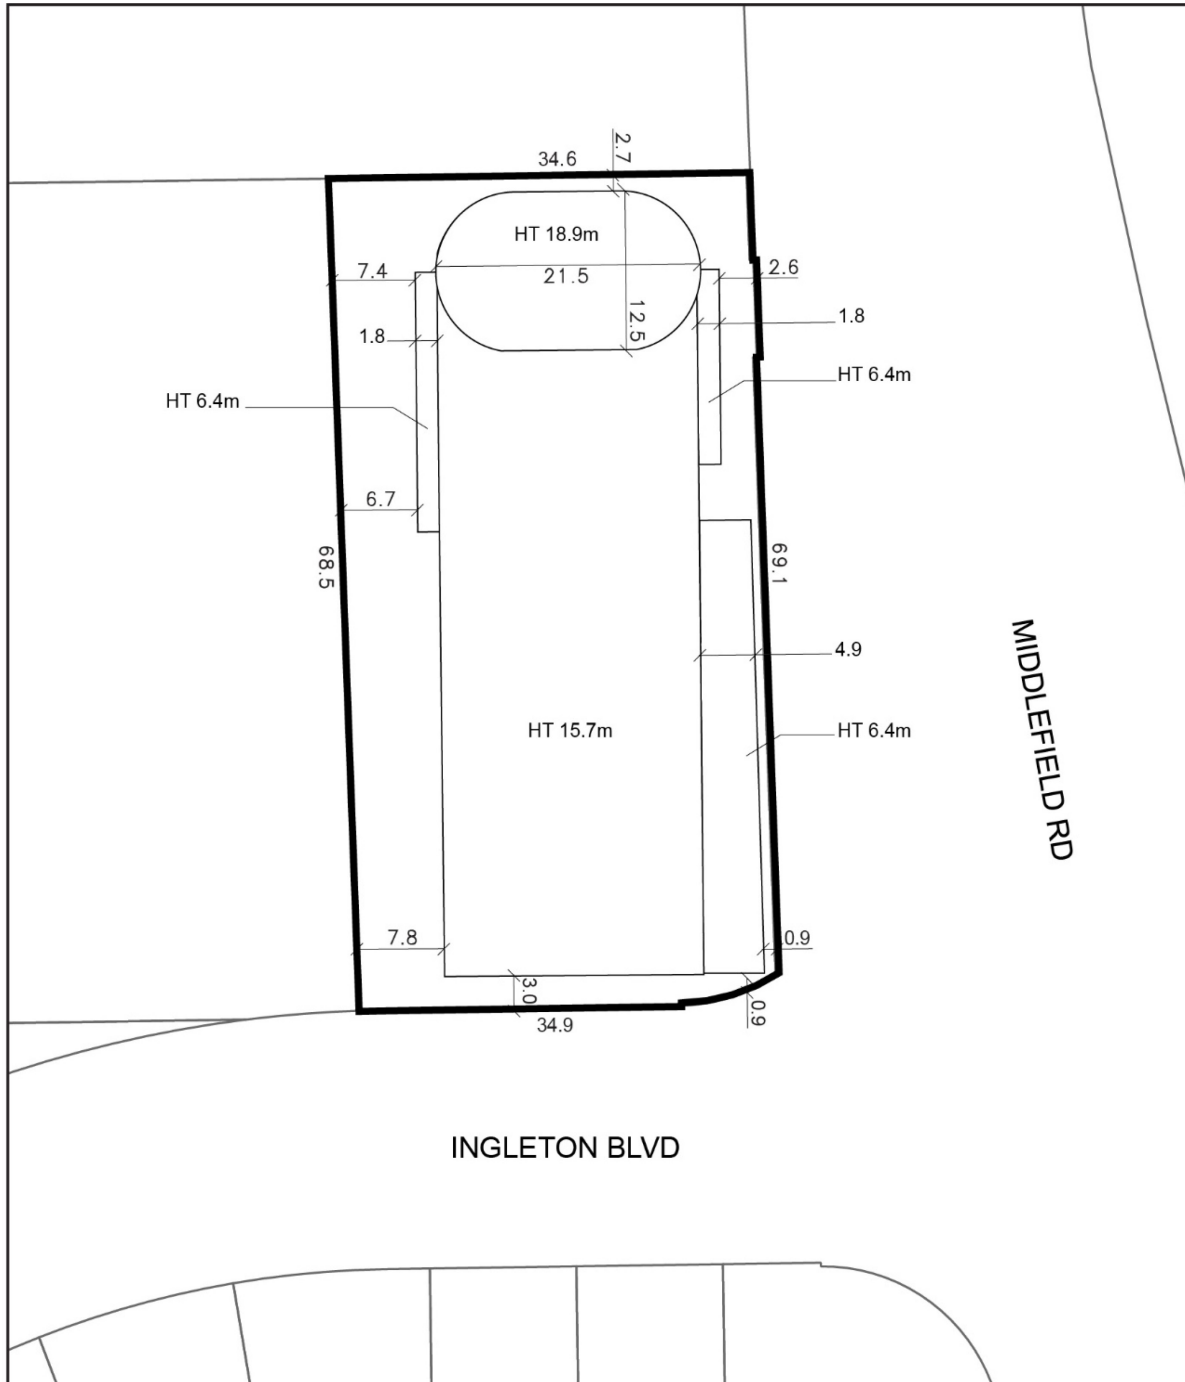 34.6
2.7
HT 18.9m
7.4
21.5
2.6
12.5
1.8
1.8
HT 6.4m
HT 6.4m
6.7
68.5
69.1
MIDDLEFIELD RD
4.9
HT 15.7m
HT 6.4m
7.8
0.9
3.0
0.9
34.9
INGLETON BLVD